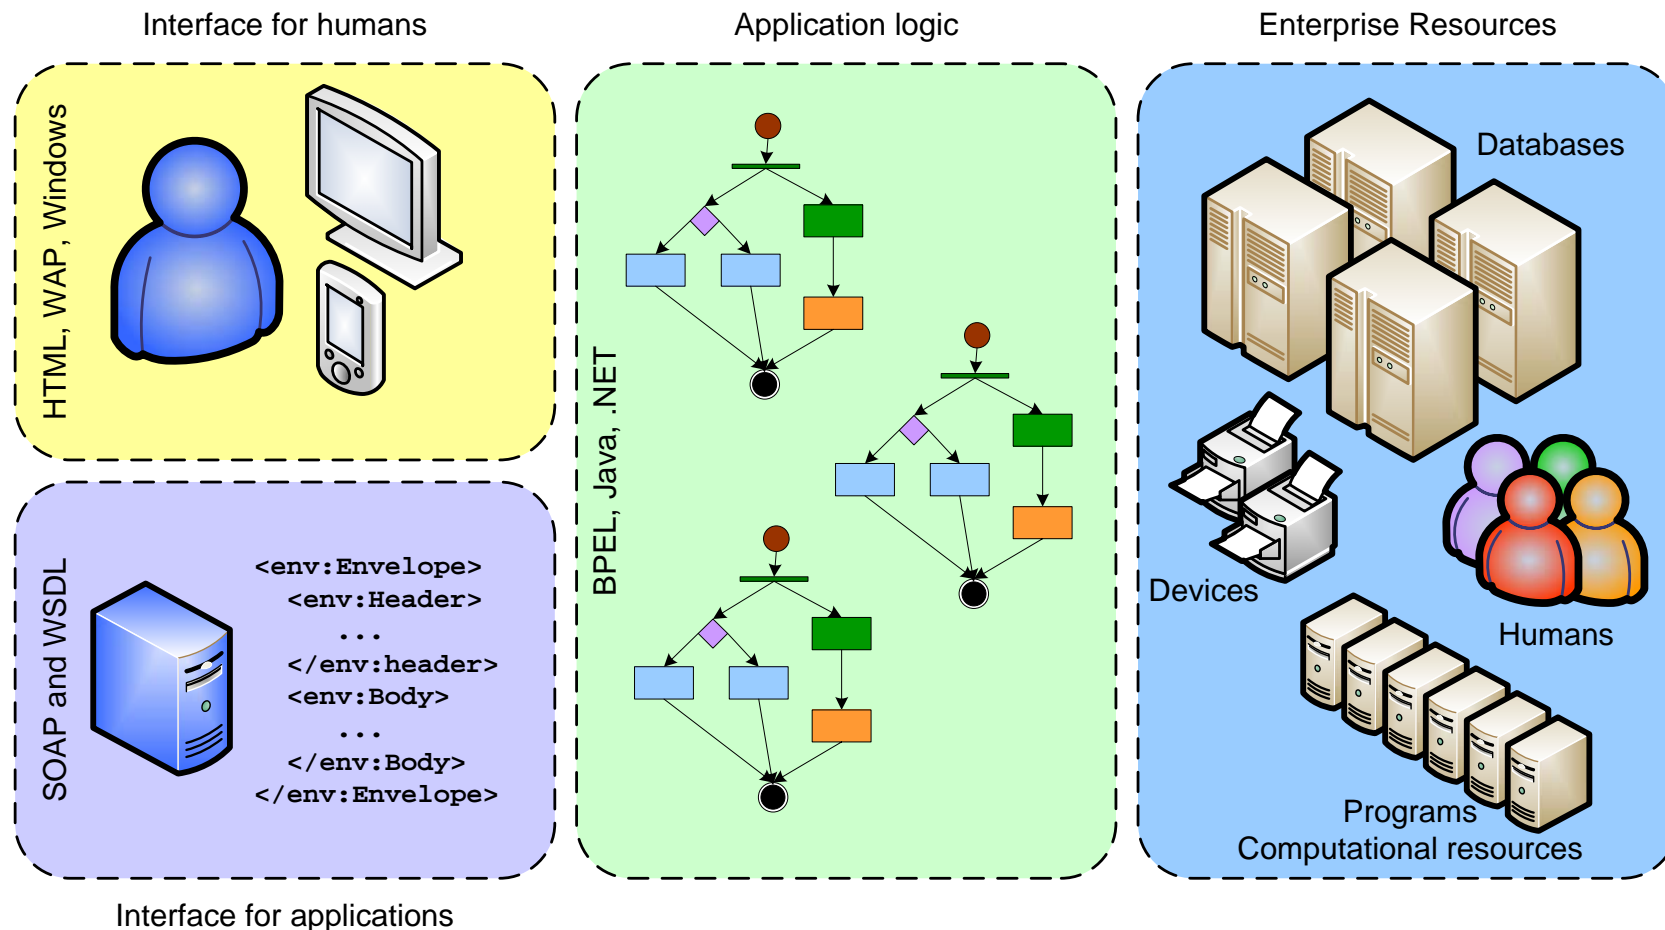 Interface for humans
HTML, WAP, Windows
SOAP and WSDL
<env:Envelope>
<env:Header>
...
</env:header>
<env:Body>
...
</env:Body>
</env:Envelope>
Interface for applications
Application logic
BPEL, Java, .NET
Enterprise Resources
Databases
Devices
Humans
Programs
Computational resources